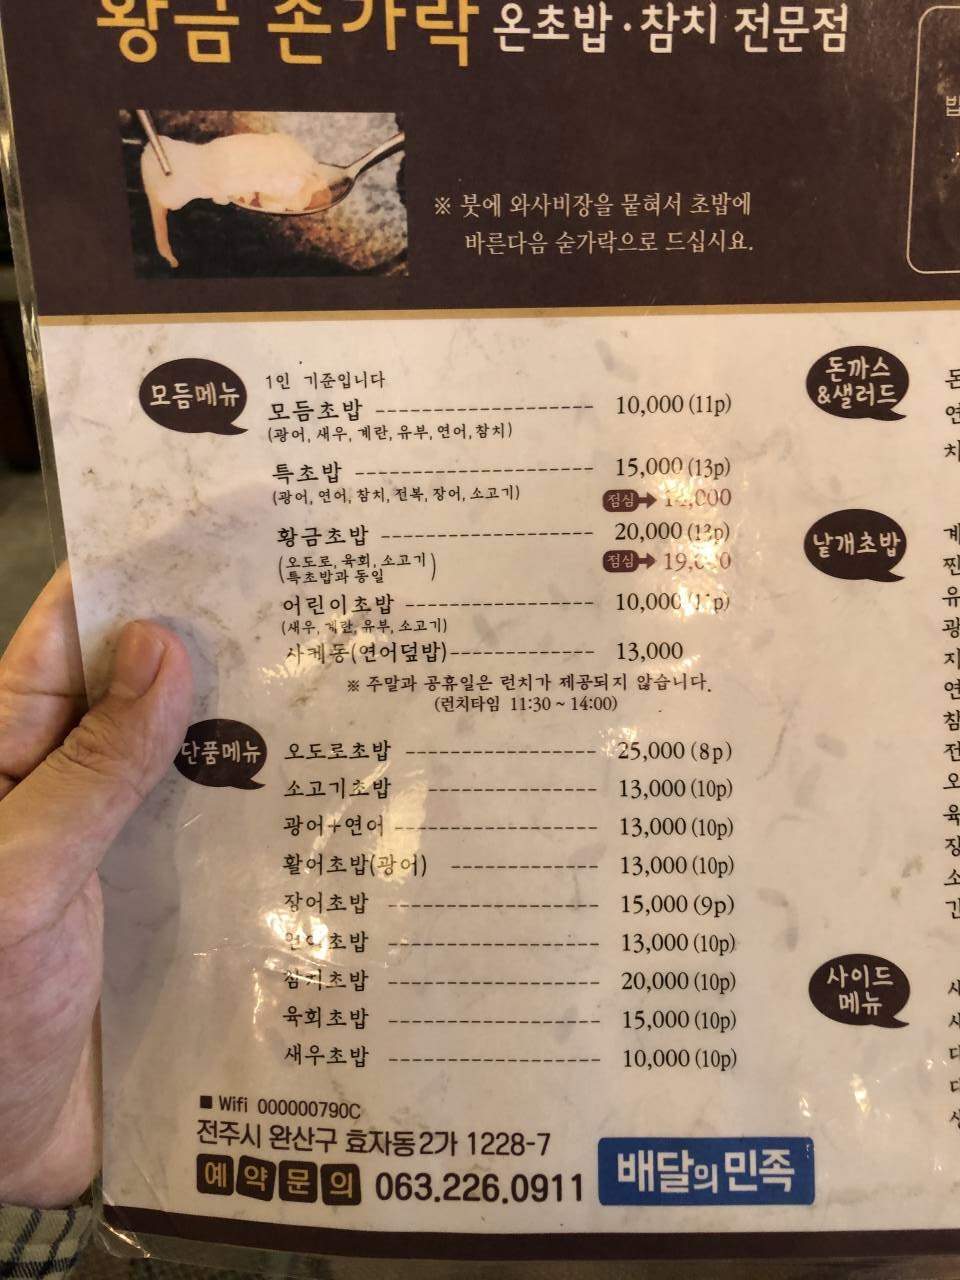 황금 손가락 온초밥·참치 전문점
※ 붓에 와사비장을 뭍혀서 초밥에
바른다음 숟가락으로 드십시요.
모듬메뉴
1인 기준입니다
모듬초밥 10,000 (11p)
(광어, 새우, 계란, 유부, 연어, 참치)
특초밥 15,000 (13p)
(광어, 연어, 참치, 전복, 장어, 소고기)
점심 → 14,000
황금초밥 20,000 (13p)
(오도로, 육회, 소고기
특초밥과 동일)
점심 → 19,000
어린이초밥 10,000 (11p)
(새우, 계란, 유부, 소고기)
사케동(연어덮밥) 13,000
※ 주말과 공휴일은 런치가 제공되지 않습니다.
(런치타임 11:30 ~ 14:00)
단품메뉴
오도로초밥 25,000 (8p)
소고기초밥 13,000 (10p)
광어+연어 13,000 (10p)
활어초밥(광어) 13,000 (10p)
장어초밥 15,000 (9p)
연어초밥 13,000 (10p)
참치초밥 20,000 (10p)
육회초밥 15,000 (10p)
새우초밥 10,000 (10p)
돈까스
&샐러드
낱개초밥
사이드
메뉴
■ Wifi 000000790C
전주시 완산구 효자동2가 1228-7
예약문의 063.226.0911
배달의민족